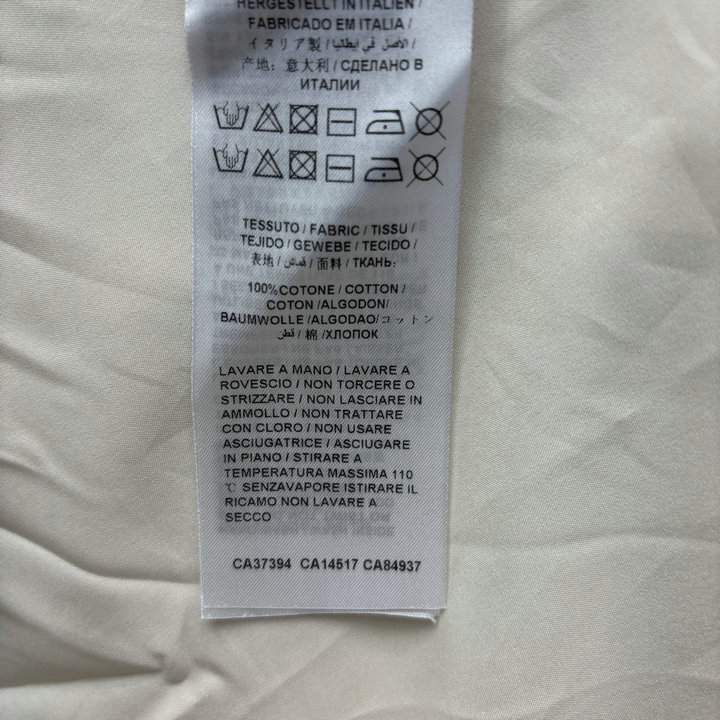 HERGESTELLT IN ITALIEN /
FABRICADO EM ITALIA /
イタリア製 / الأصل في إيطاليا /
产地：意大利 / СДЕЛАНО В
ИТАЛИИ
TESSUTO / FABRIC / TISSU /
TEJIDO / GEWEBE / TECIDO /
表地 / قماش / 面料 / ТКАНЬ:
100%COTONE / COTTON /
COTON /ALGODON/
BAUMWOLLE /ALGODAO/コットン
قطن / 棉 /ХЛОПОК
LAVARE A MANO / LAVARE A
ROVESCIO / NON TORCERE O
STRIZZARE / NON LASCIARE IN
AMMOLLO / NON TRATTARE
CON CLORO / NON USARE
ASCIUGATRICE / ASCIUGARE
IN PIANO / STIRARE A
TEMPERATURA MASSIMA 110
℃ SENZAVAPORE ISTIRARE IL
RICAMO NON LAVARE A
SECCO
CA37394 CA14517 CA84937